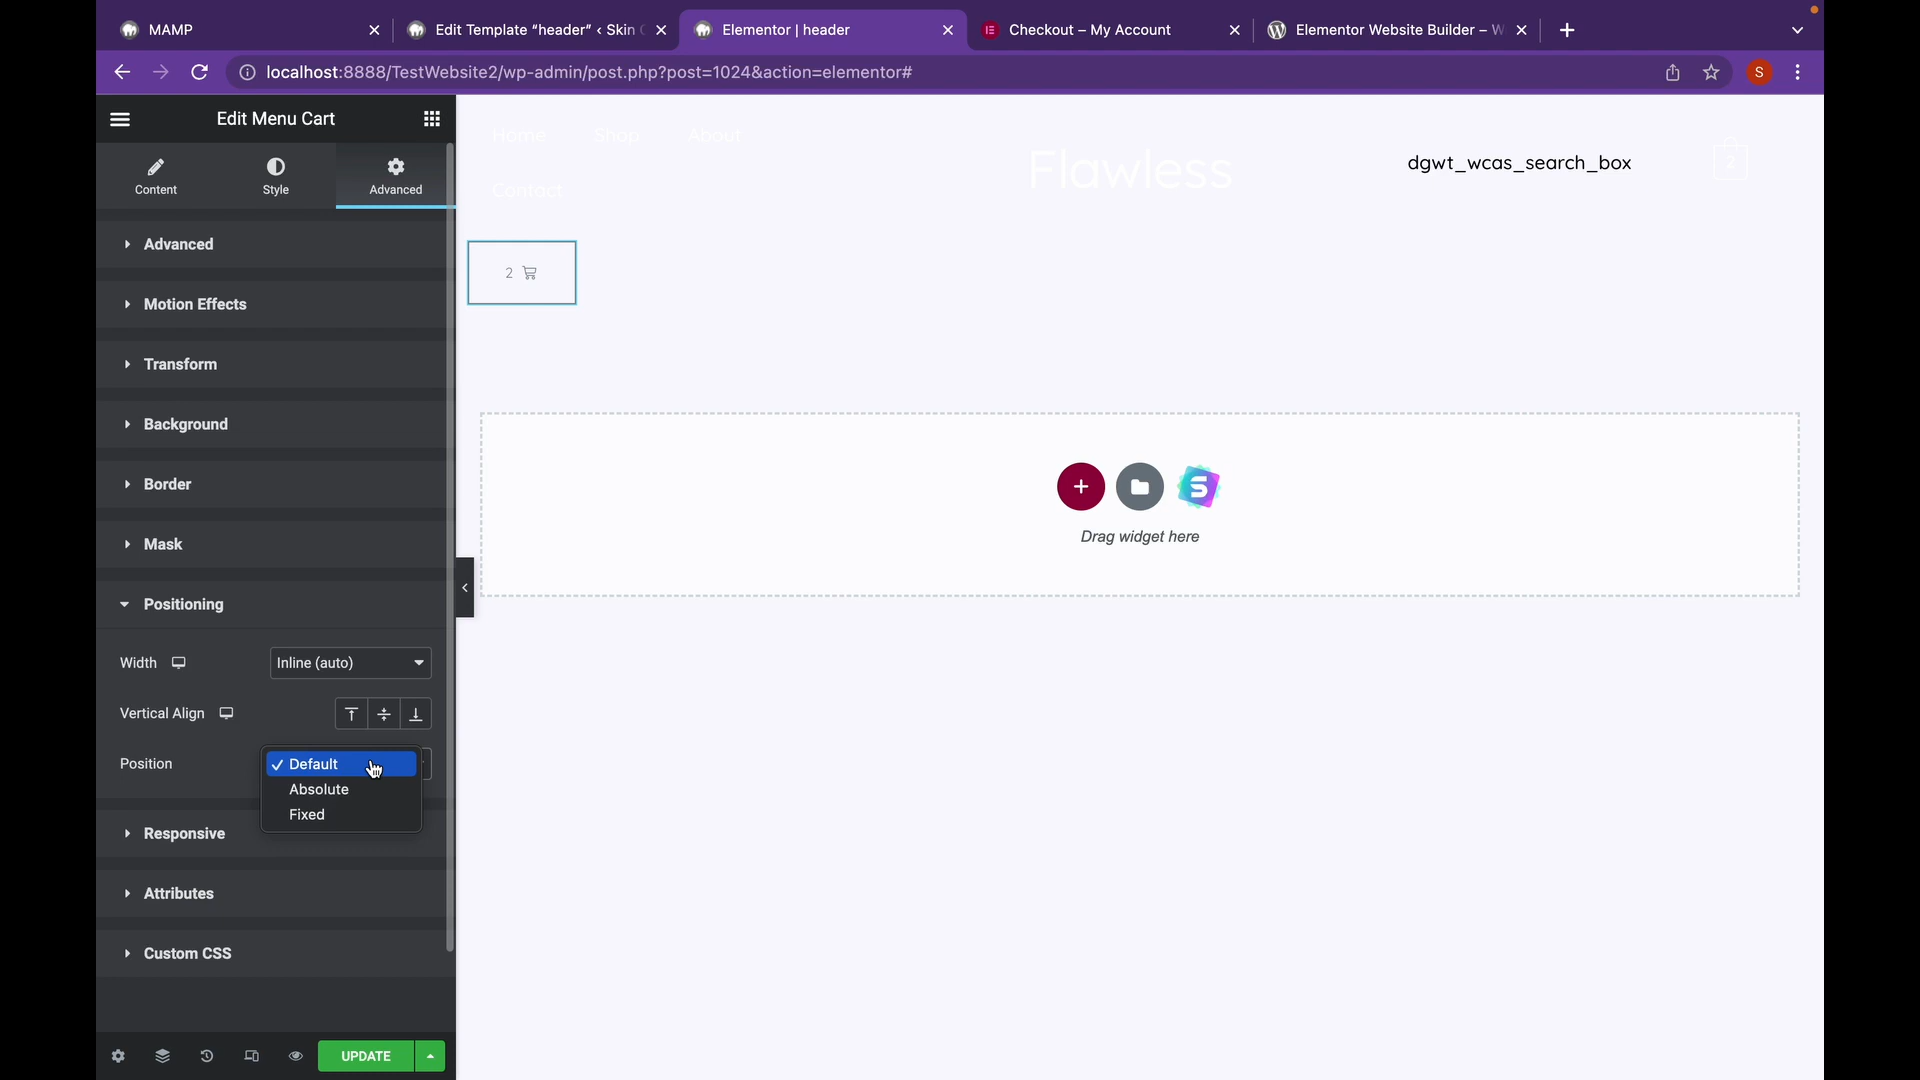 MAMP
Edit Template “header” ‹ Skin
Elementor | header
Checkout – My Account
Elementor Website Builder – W
localhost:8888/TestWebsite2/wp-admin/post.php?post=1024&action=elementor#
S
Edit Menu Cart
Content
Style
Advanced
Advanced
Motion Effects
Transform
Background
Border
Mask
Positioning
Width
Inline (auto)
Vertical Align
Position
Default
Absolute
Fixed
Responsive
Attributes
Custom CSS
UPDATE
Home
Shop
About
Contact
Flawless
dgwt_wcas_search_box
2
2
S
Drag widget here